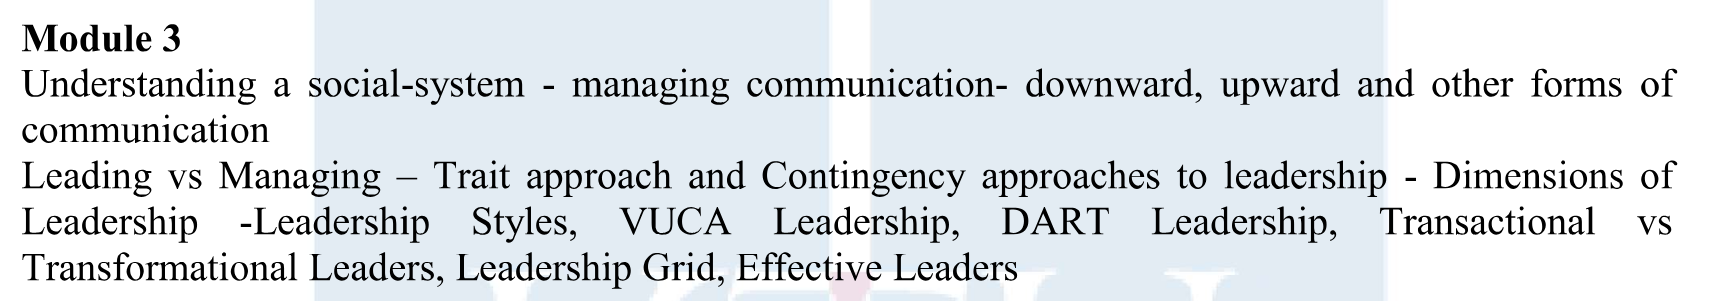 Module 3
Understanding a social-system - managing communication- downward, upward and other forms of
communication
Leading vs Managing – Trait approach and Contingency approaches to leadership - Dimensions of
Leadership -Leadership Styles, VUCA Leadership, DART Leadership, Transactional vs
Transformational Leaders, Leadership Grid, Effective Leaders